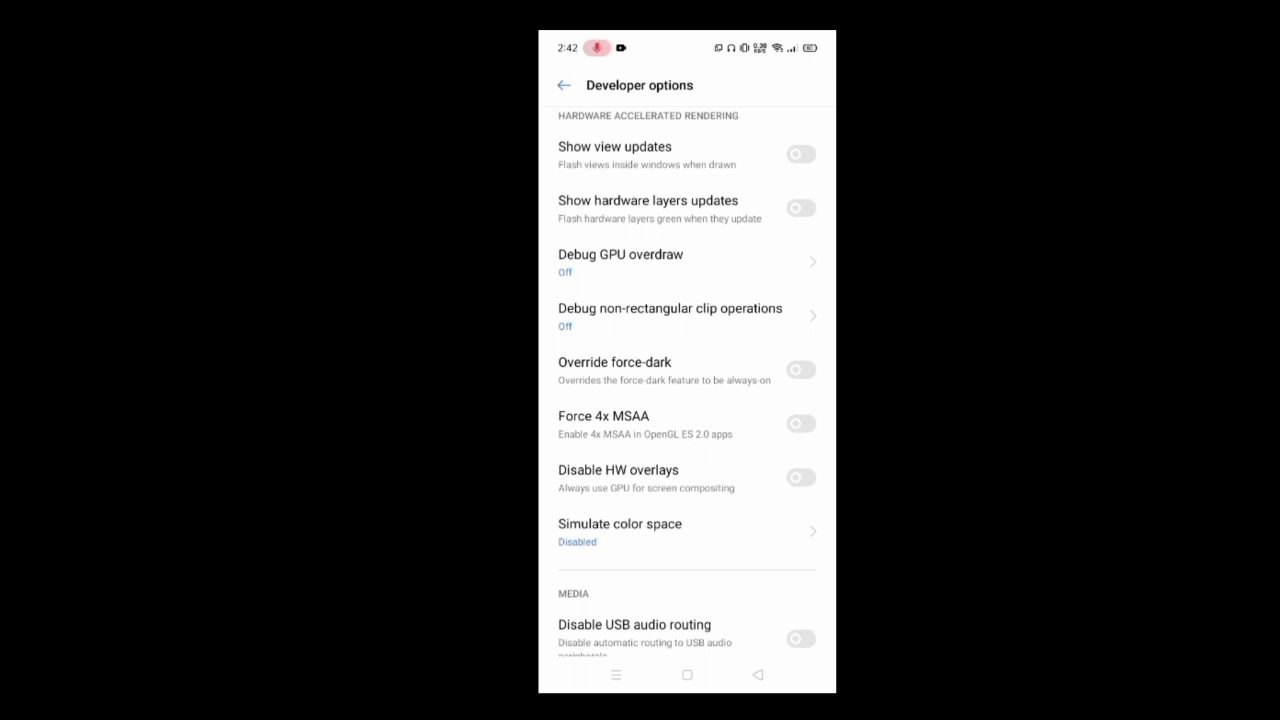 2:42
Developer options
HARDWARE ACCELERATED RENDERING
Show view updates
Flash views inside windows when drawn
Show hardware layers updates
Flash hardware layers green when they update
Debug GPU overdraw
Off
Debug non-rectangular clip operations
Off
Override force-dark
Overrides the force-dark feature to be always-on
Force 4x MSAA
Enable 4x MSAA in OpenGL ES 2.0 apps
Disable HW overlays
Always use GPU for screen compositing
Simulate color space
Disabled
MEDIA
Disable USB audio routing
Disable automatic routing to USB audio